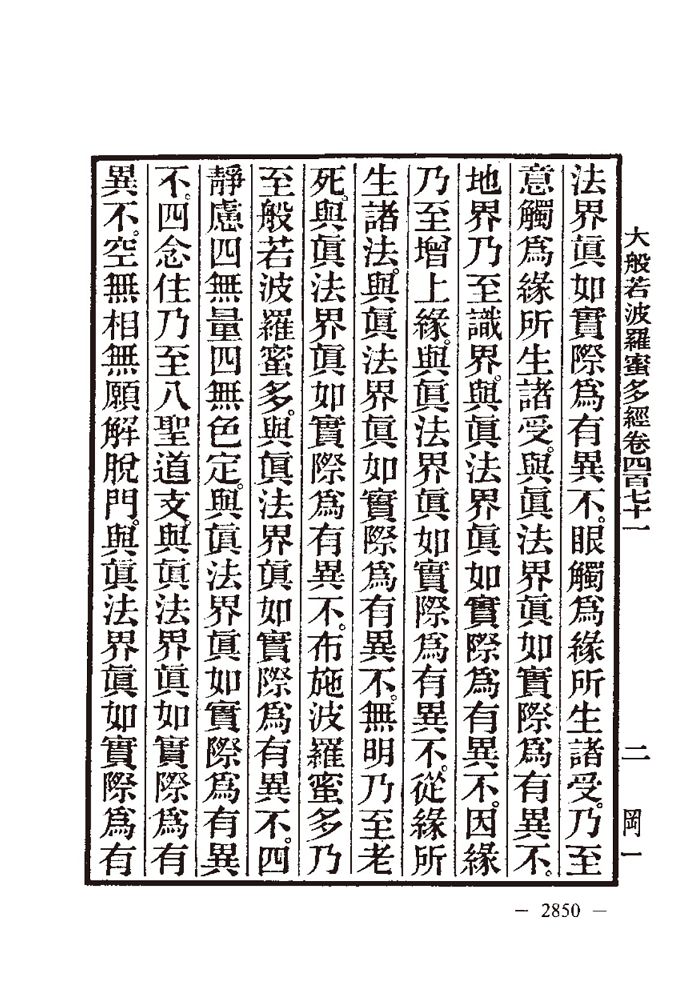 大般若波羅蜜多經卷四百七十一 二 岡一
法界眞如實際爲有異不。眼觸爲緣所生諸受。乃至
意觸爲緣所生諸受。與眞法界眞如實際爲有異不。
地界乃至識界。與眞法界眞如實際爲有異不。因緣
乃至增上緣。與眞法界眞如實際爲有異不。從緣所
生諸法。與眞法界眞如實際爲有異不。無明乃至老
死。與眞法界眞如實際爲有異不。布施波羅蜜多乃
至般若波羅蜜多。與眞法界眞如實際爲有異不。四
靜慮四無量四無色定。與眞法界眞如實際爲有異
不。四念住乃至八聖道支。與眞法界眞如實際爲有
異不。空無相無願解脫門。與眞法界眞如實際爲有
— 2850 —